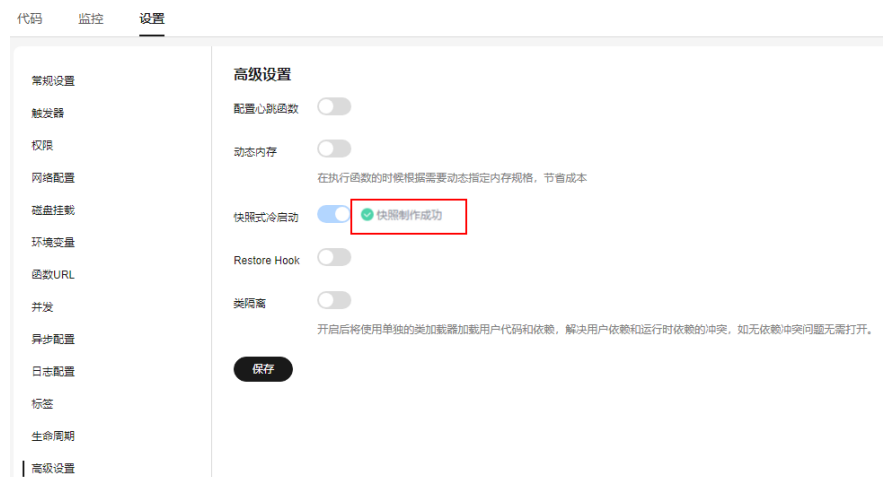 代码 监控 设置
常规设置
触发器
权限
网络配置
磁盘挂载
环境变量
函数URL
并发
异步配置
日志配置
标签
生命周期
高级设置
高级设置
配置心跳函数
动态内存
在执行函数的时候根据需要动态指定内存规格，节省成本
快照式冷启动 快照制作成功
Restore Hook
类隔离
开启后将使用单独的类加载器加载用户代码和依赖，解决用户依赖和运行时依赖的冲突，如无依赖冲突问题无需打开。
保存